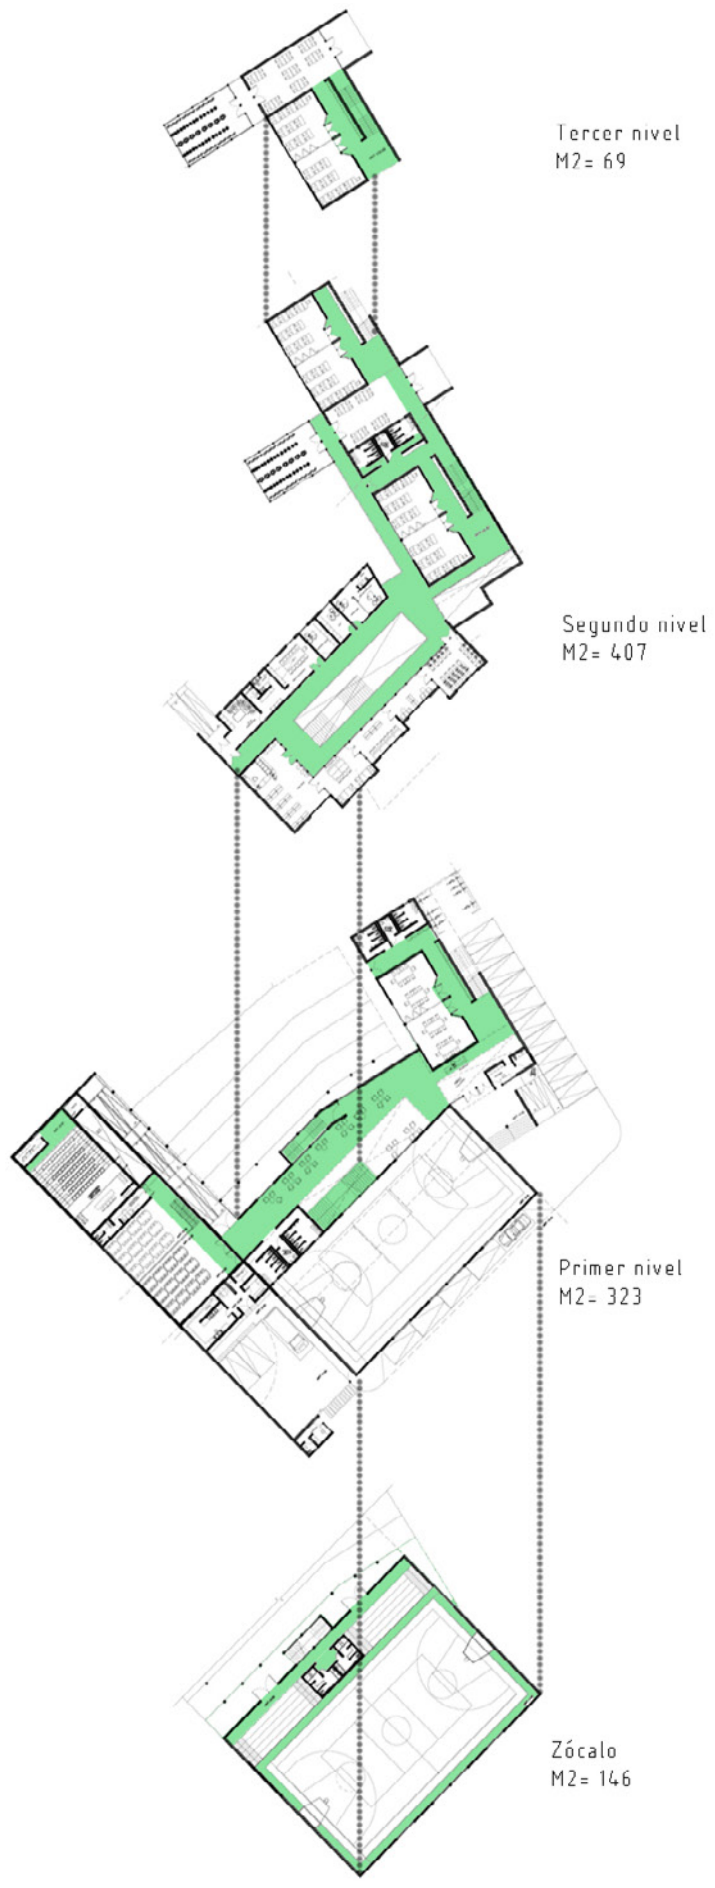 Tercer nivel
M2= 69
Segundo nivel
M2= 407
Primer nivel
M2= 323
Zócalo
M2= 146